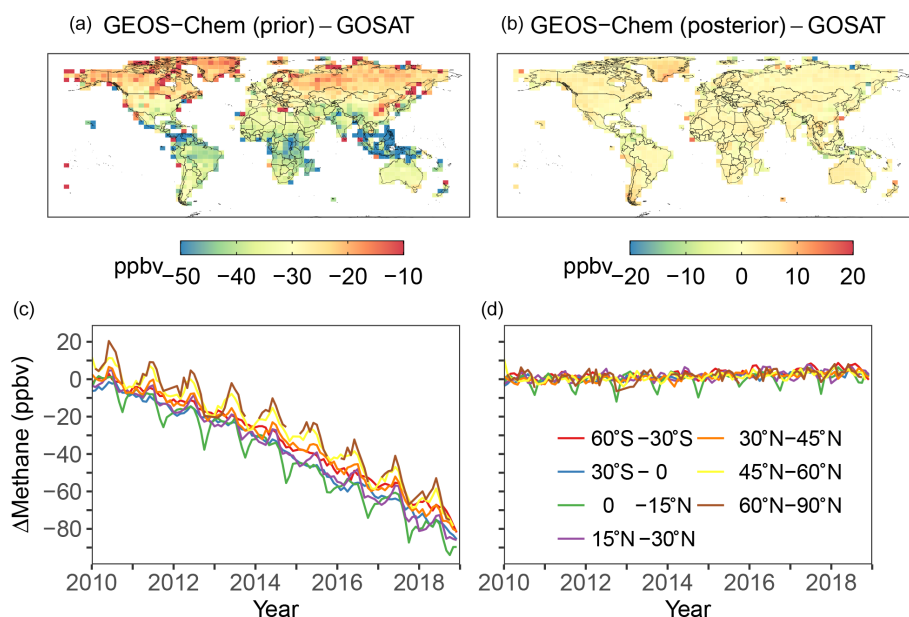 (a) GEOS−Chem (prior) – GOSAT
(b) GEOS−Chem (posterior) – GOSAT
ppbv −50 −40 −30 −20 −10
ppbv −20 −10 0 10 20
(c)
(d)
ΔMethane (ppbv)
20
0
−20
−40
−60
−80
60°S −30°S
30°N−45°N
30°S − 0
45°N−60°N
0 −15°N
60°N−90°N
15°N −30°N
2010 2012 2014 2016 2018
2010 2012 2014 2016 2018
Year
Year